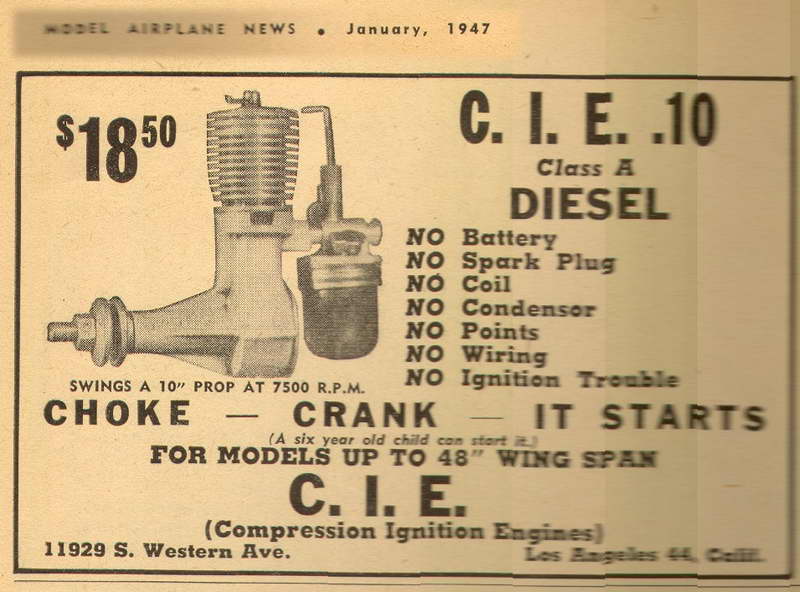 MODEL AIRPLANE NEWS • January, 1947
$18 50
C. I. E. .10
Class A
DIESEL
NO Battery
NO Spark Plug
NO Coil
NO Condensor
NO Points
NO Wiring
NO Ignition Trouble
SWINGS A 10" PROP AT 7500 R.P.M.
CHOKE — CRANK — IT STARTS
(A six year old child can start it.)
FOR MODELS UP TO 48" WING SPAN
C. I. E.
(Compression Ignition Engines)
11929 S. Western Ave. Los Angeles 44, Calif.